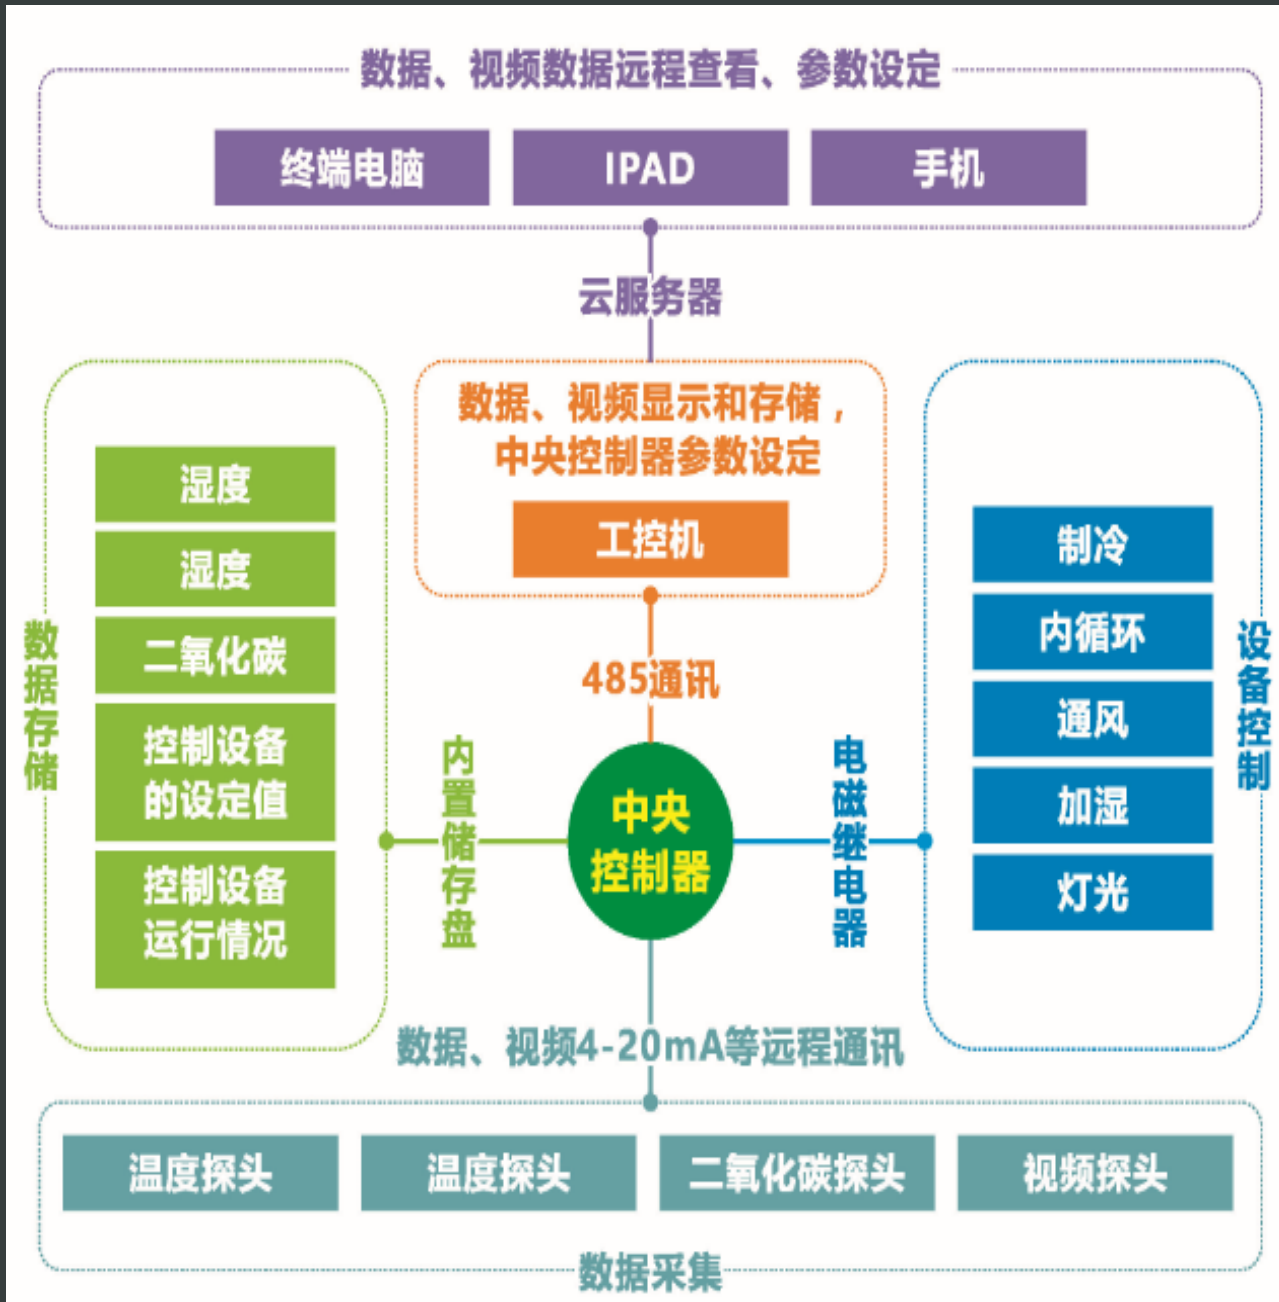 数据、视频数据远程查看、参数设定
终端电脑
IPAD
手机
云服务器
数据、视频显示和存储，
中央控制器参数设定
工控机
485通讯
数据存储
湿度
湿度
二氧化碳
控制设备
的设定值
控制设备
运行情况
内置储存盘
中央
控制器
电磁继电器
制冷
内循环
通风
加湿
灯光
设备控制
数据、视频4-20mA等远程通讯
温度探头
温度探头
二氧化碳探头
视频探头
数据采集